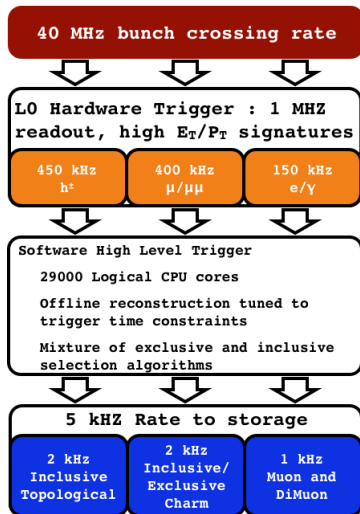 40 MHz bunch crossing rate
L0 Hardware Trigger : 1 MHZ
readout, high ET/PT signatures
450 kHz
h±
400 kHz
μ/μμ
150 kHz
e/γ
Software High Level Trigger
29000 Logical CPU cores
Offline reconstruction tuned to
trigger time constraints
Mixture of exclusive and inclusive
selection algorithms
5 kHZ Rate to storage
2 kHz
Inclusive
Topological
2 kHz
Inclusive/
Exclusive
Charm
1 kHz
Muon and
DiMuon